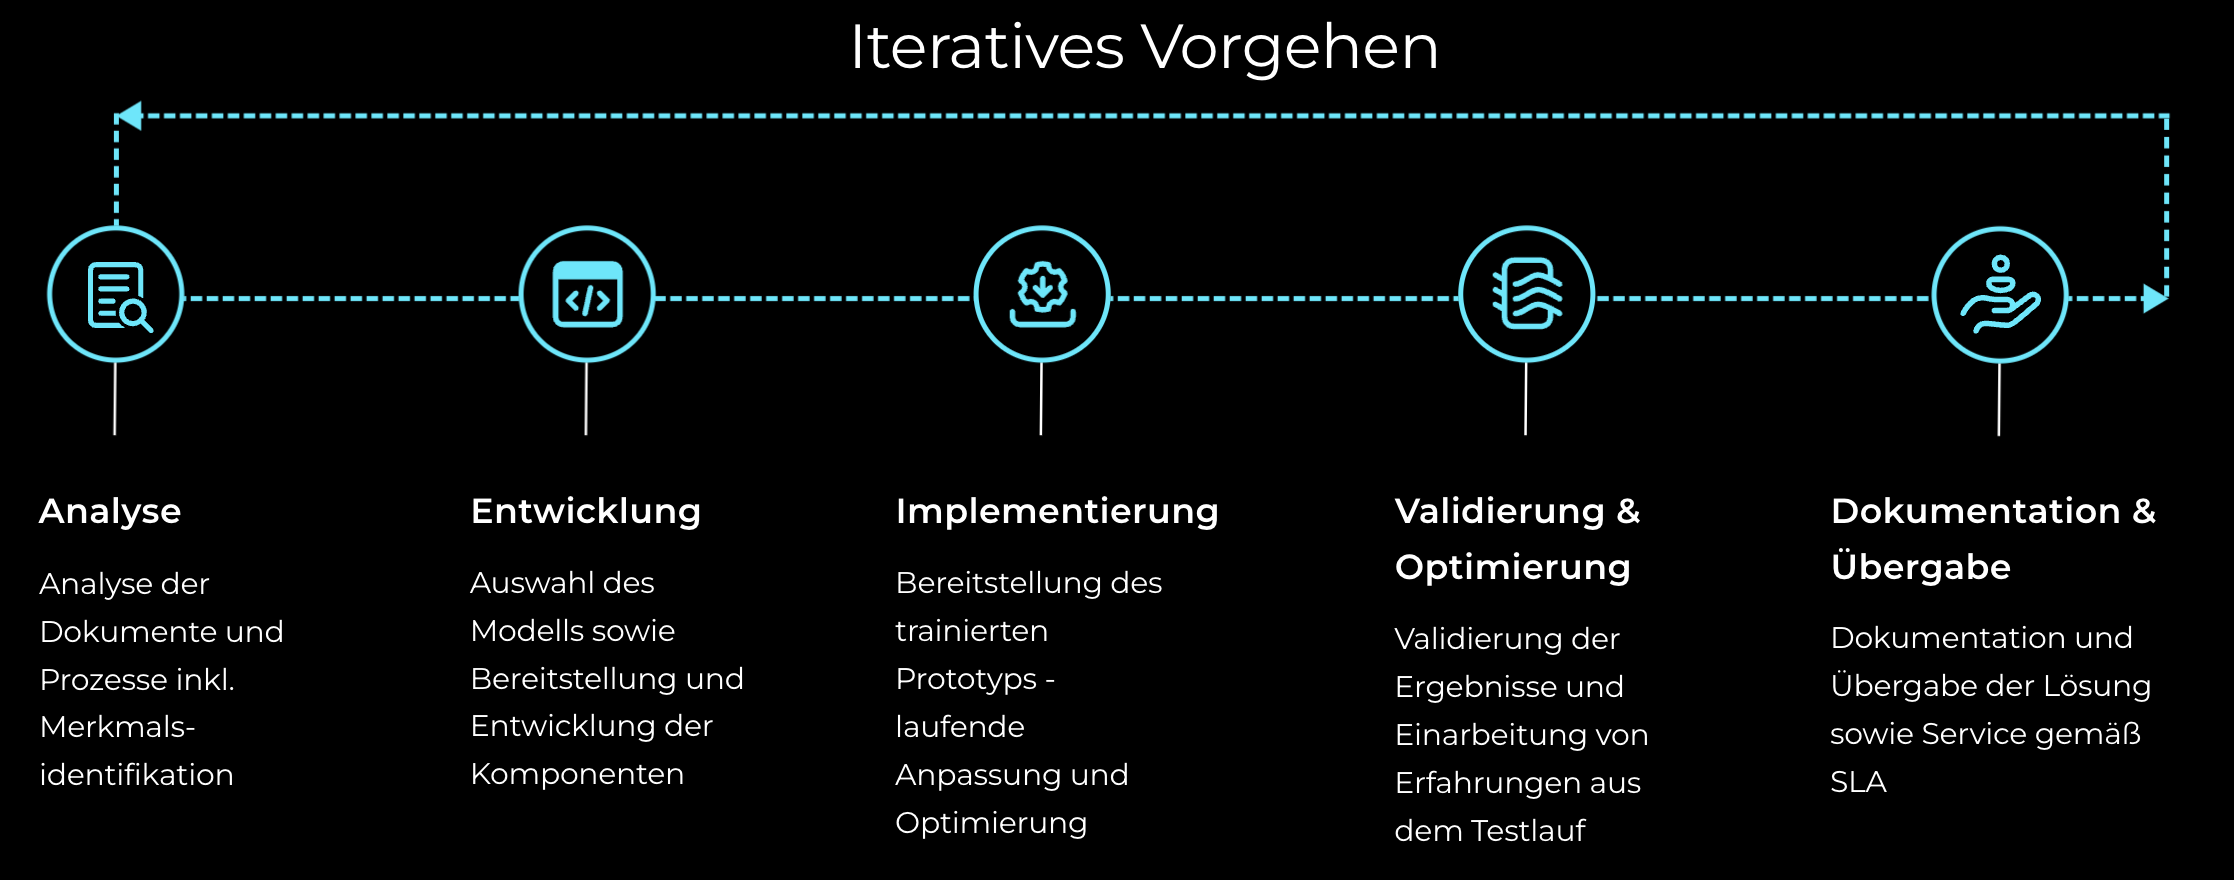 Iteratives Vorgehen
Analyse
Analyse der
Dokumente und
Prozesse inkl.
Merkmals-
identifikation
Entwicklung
Auswahl des
Modells sowie
Bereitstellung und
Entwicklung der
Komponenten
Implementierung
Bereitstellung des
trainierten
Prototyps -
laufende
Anpassung und
Optimierung
Validierung &
Optimierung
Validierung der
Ergebnisse und
Einarbeitung von
Erfahrungen aus
dem Testlauf
Dokumentation &
Übergabe
Dokumentation und
Übergabe der Lösung
sowie Service gemäß
SLA